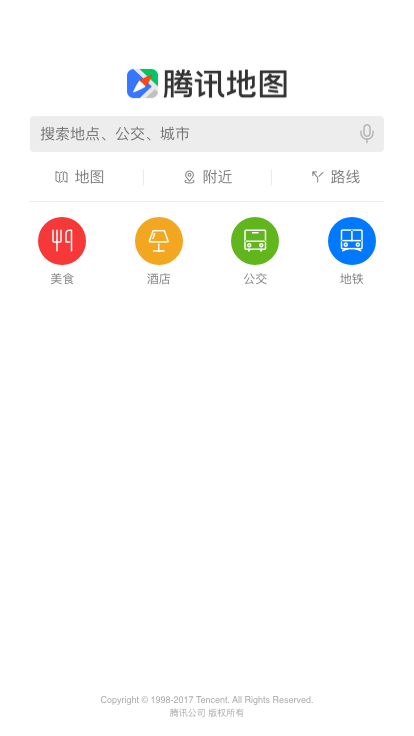 腾讯地图
搜索地点、公交、城市
地图 附近 路线
美食 酒店 公交 地铁
Copyright © 1998-2017 Tencent. All Rights Reserved.
腾讯公司 版权所有